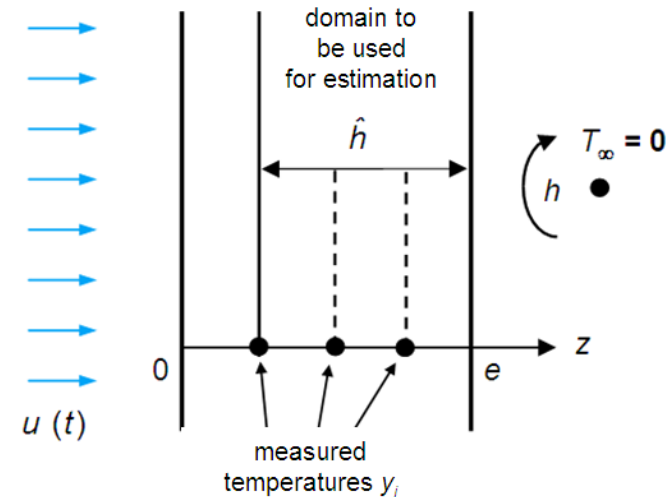 domain to
be used
for estimation
ĥ
T∞ = 0
h
z
0
e
u (t)
measured
temperatures yi